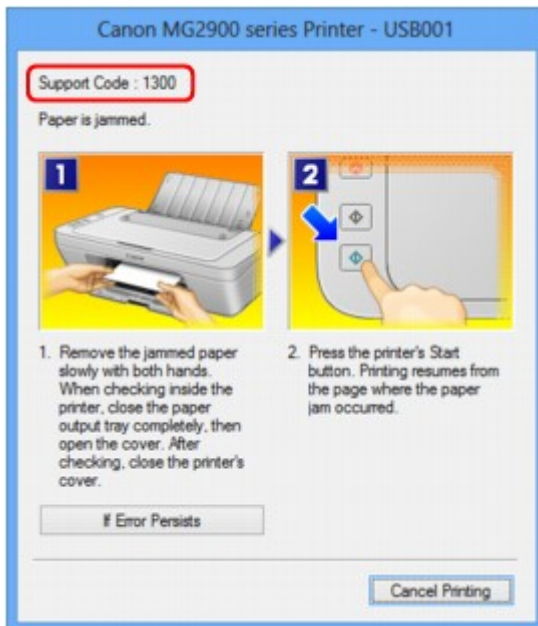 Canon MG2900 series Printer - USB001
Support Code : 1300
Paper is jammed.
1
2
1. Remove the jammed paper
slowly with both hands.
When checking inside the
printer, close the paper
output tray completely, then
open the cover. After
checking, close the printer's
cover.
2. Press the printer's Start
button. Printing resumes from
the page where the paper
jam occurred.
If Error Persists
Cancel Printing